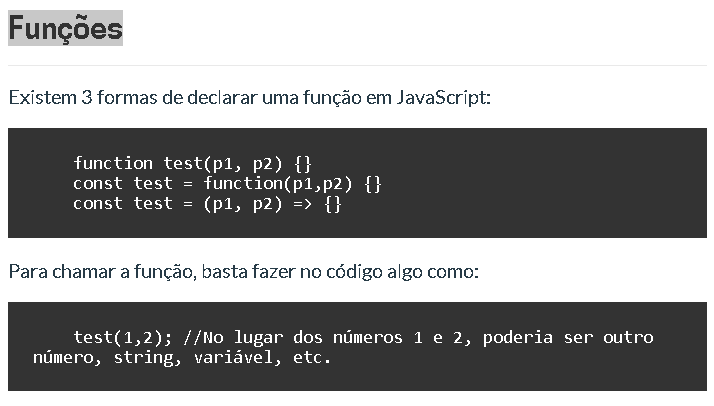 Funções
Existem 3 formas de declarar uma função em JavaScript:
function test(p1, p2) {}
const test = function(p1,p2) {}
const test = (p1, p2) => {}
Para chamar a função, basta fazer no código algo como:
test(1,2); //No lugar dos números 1 e 2, poderia ser outro
número, string, variável, etc.